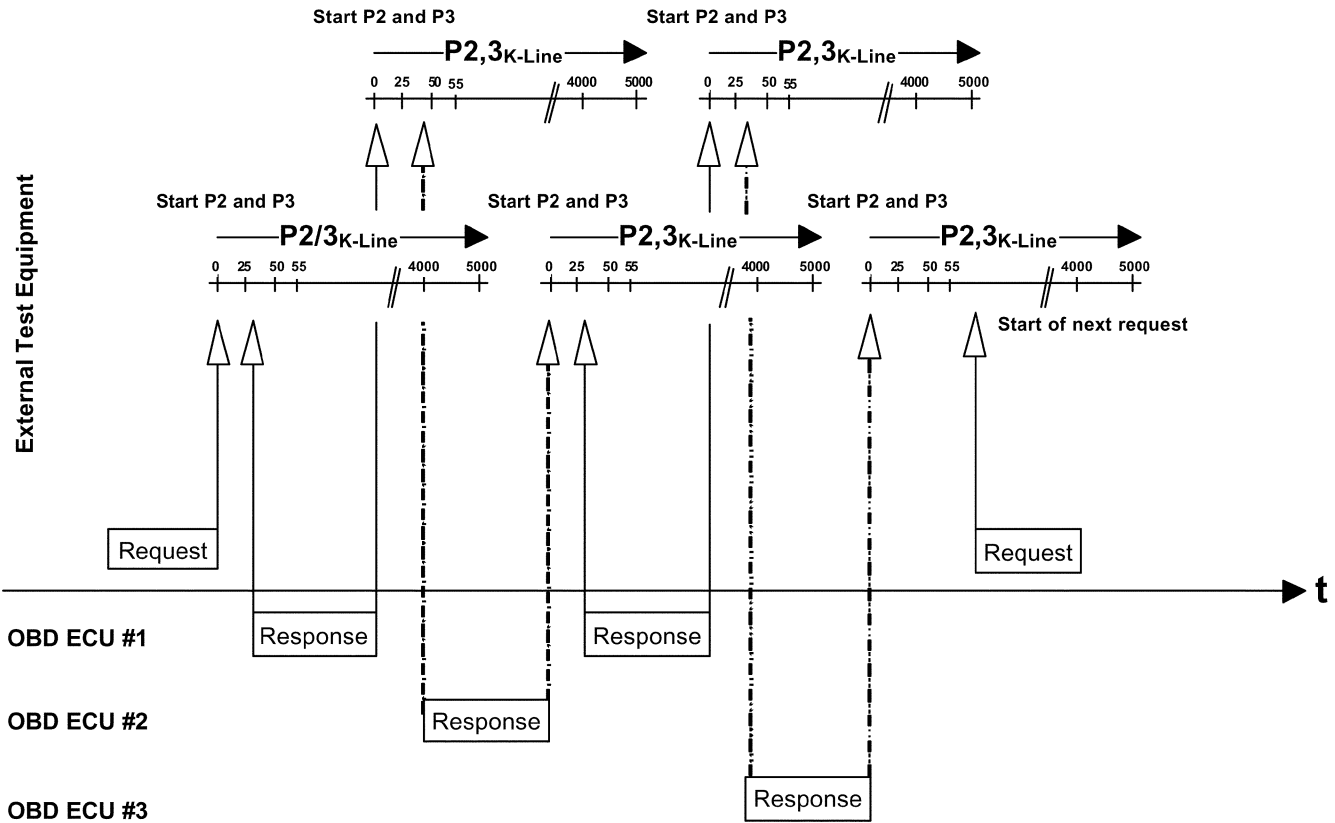 Start P2 and P3
Start P2 and P3
P2,3K-Line
P2,3K-Line
0 25 50 55 4000 5000
0 25 50 55 4000 5000
External Test Equipment
Start P2 and P3
Start P2 and P3
Start P2 and P3
P2/3K-Line
P2,3K-Line
P2,3K-Line
0 25 50 55 4000 5000
0 25 50 55 4000 5000
0 25 50 55 4000 5000
Start of next request
Request
Request
t
OBD ECU #1
Response
Response
OBD ECU #2
Response
OBD ECU #3
Response